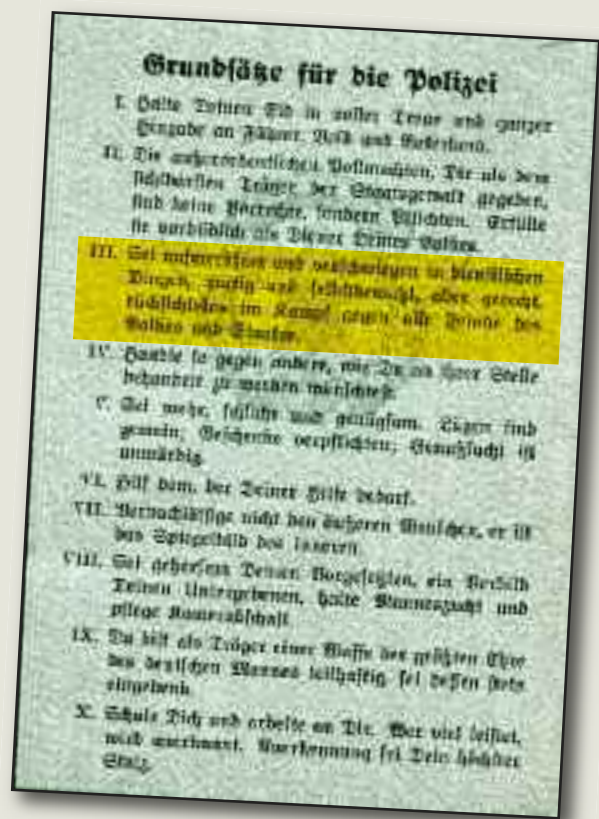 Grundsätze für die Polizei
I. Halte Deinen Eid in voller Treue und ganzer
Hingabe an Führer, Volk und Vaterland.
II. Die außerordentlichen Vollmachten, Dir als dem
sichtbarsten Träger der Staatsgewalt gegeben,
sind keine Vorrechte, sondern Pflichten. Erfülle
sie vorbildlich als Diener Deines Volkes.
III. Sei aufmerksam und verschwiegen in dienstlichen
Dingen, mutig und selbstbewußt, aber gerecht,
rücksichtslos im Kampf gegen alle Feinde des
Volkes und Staates.
IV. Handle so gegen andere, wie Du an ihrer Stelle
behandelt zu werden wünschtest.
V. Sei wahr, schlicht und genügsam. Lügen sind
gemein; Geschenke verpflichten; Genußsucht ist
unwürdig.
VI. Hilf dem, der Deiner Hilfe bedarf.
VII. Vernachlässige nicht den äußeren Menschen, er ist
das Spiegelbild des inneren.
VIII. Sei gehorsam Deinen Vorgesetzten, ein Vorbild
Deinen Untergebenen, halte Manneszucht und
pflege Kameradschaft.
IX. Du bist als Träger einer Waffe der größten Ehre
des deutschen Mannes teilhaftig, sei dessen stets
eingedenk.
X. Schule Dich und arbeite an Dir. Wer viel leistet,
wird anerkannt. Anerkennung sei Dein höchster
Stolz.